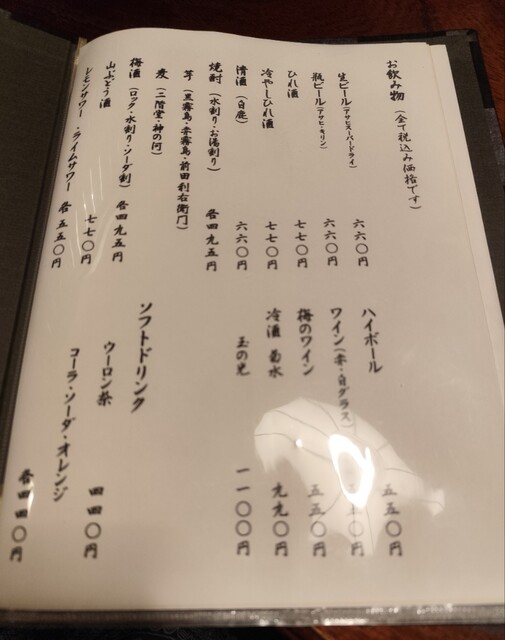 お飲み物(全て税込み価格です)
生ビール(アサヒスーパードライ) 六六〇円
瓶ビール(アサヒ・キリン) 六六〇円
ひれ酒 七七〇円
冷やしひれ酒 七七〇円
清酒(白鹿) 六六〇円
焼酎(水割り・お湯割り) 各四九五円
芋(黒霧島・赤霧島・前田利右衛門)
麦(二階堂・神の河)
梅酒(ロック・水割り・ソーダ割) 各四九五円
山ぶどう酒 七七〇円
レモンサワー・ライムサワー 各五五〇円
ハイボール 五五〇円
ワイン(赤・白グラス) 〇円
梅のワイン 五五〇円
冷酒 菊水 九九〇円
玉の光 一一〇〇円
ソフトドリンク
ウーロン茶 四四〇円
コーラ・ソーダ・オレンジ 各四四〇円